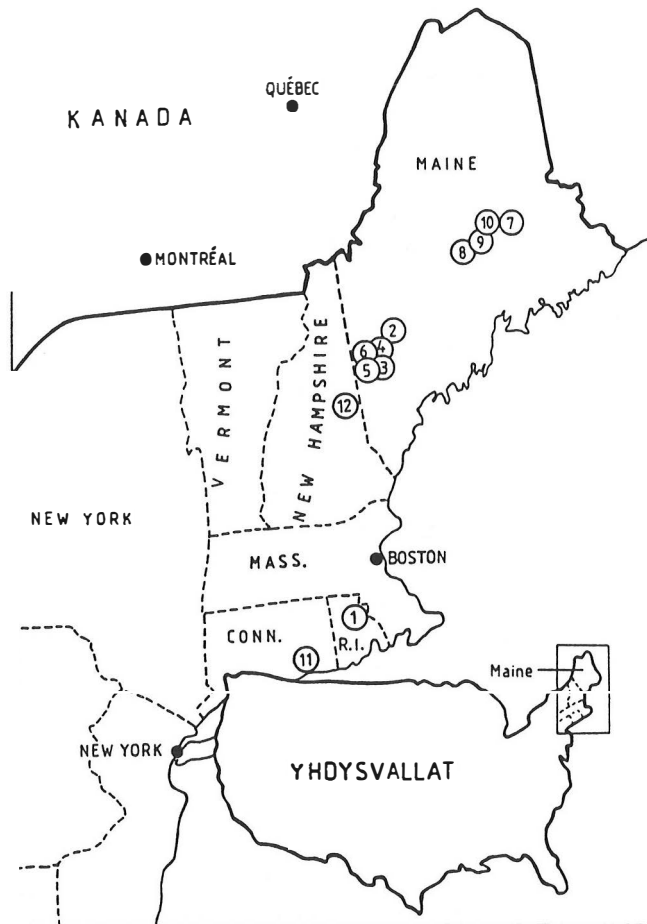 QUÉBEC
KANADA
MAINE
10
7
9
8
MONTRÉAL
2
4
6
3
5
12
VERMONT
NEW HAMPSHIRE
NEW YORK
MASS.
BOSTON
1
CONN.
R.I.
11
Maine
NEW YORK
YHDYSVALLAT